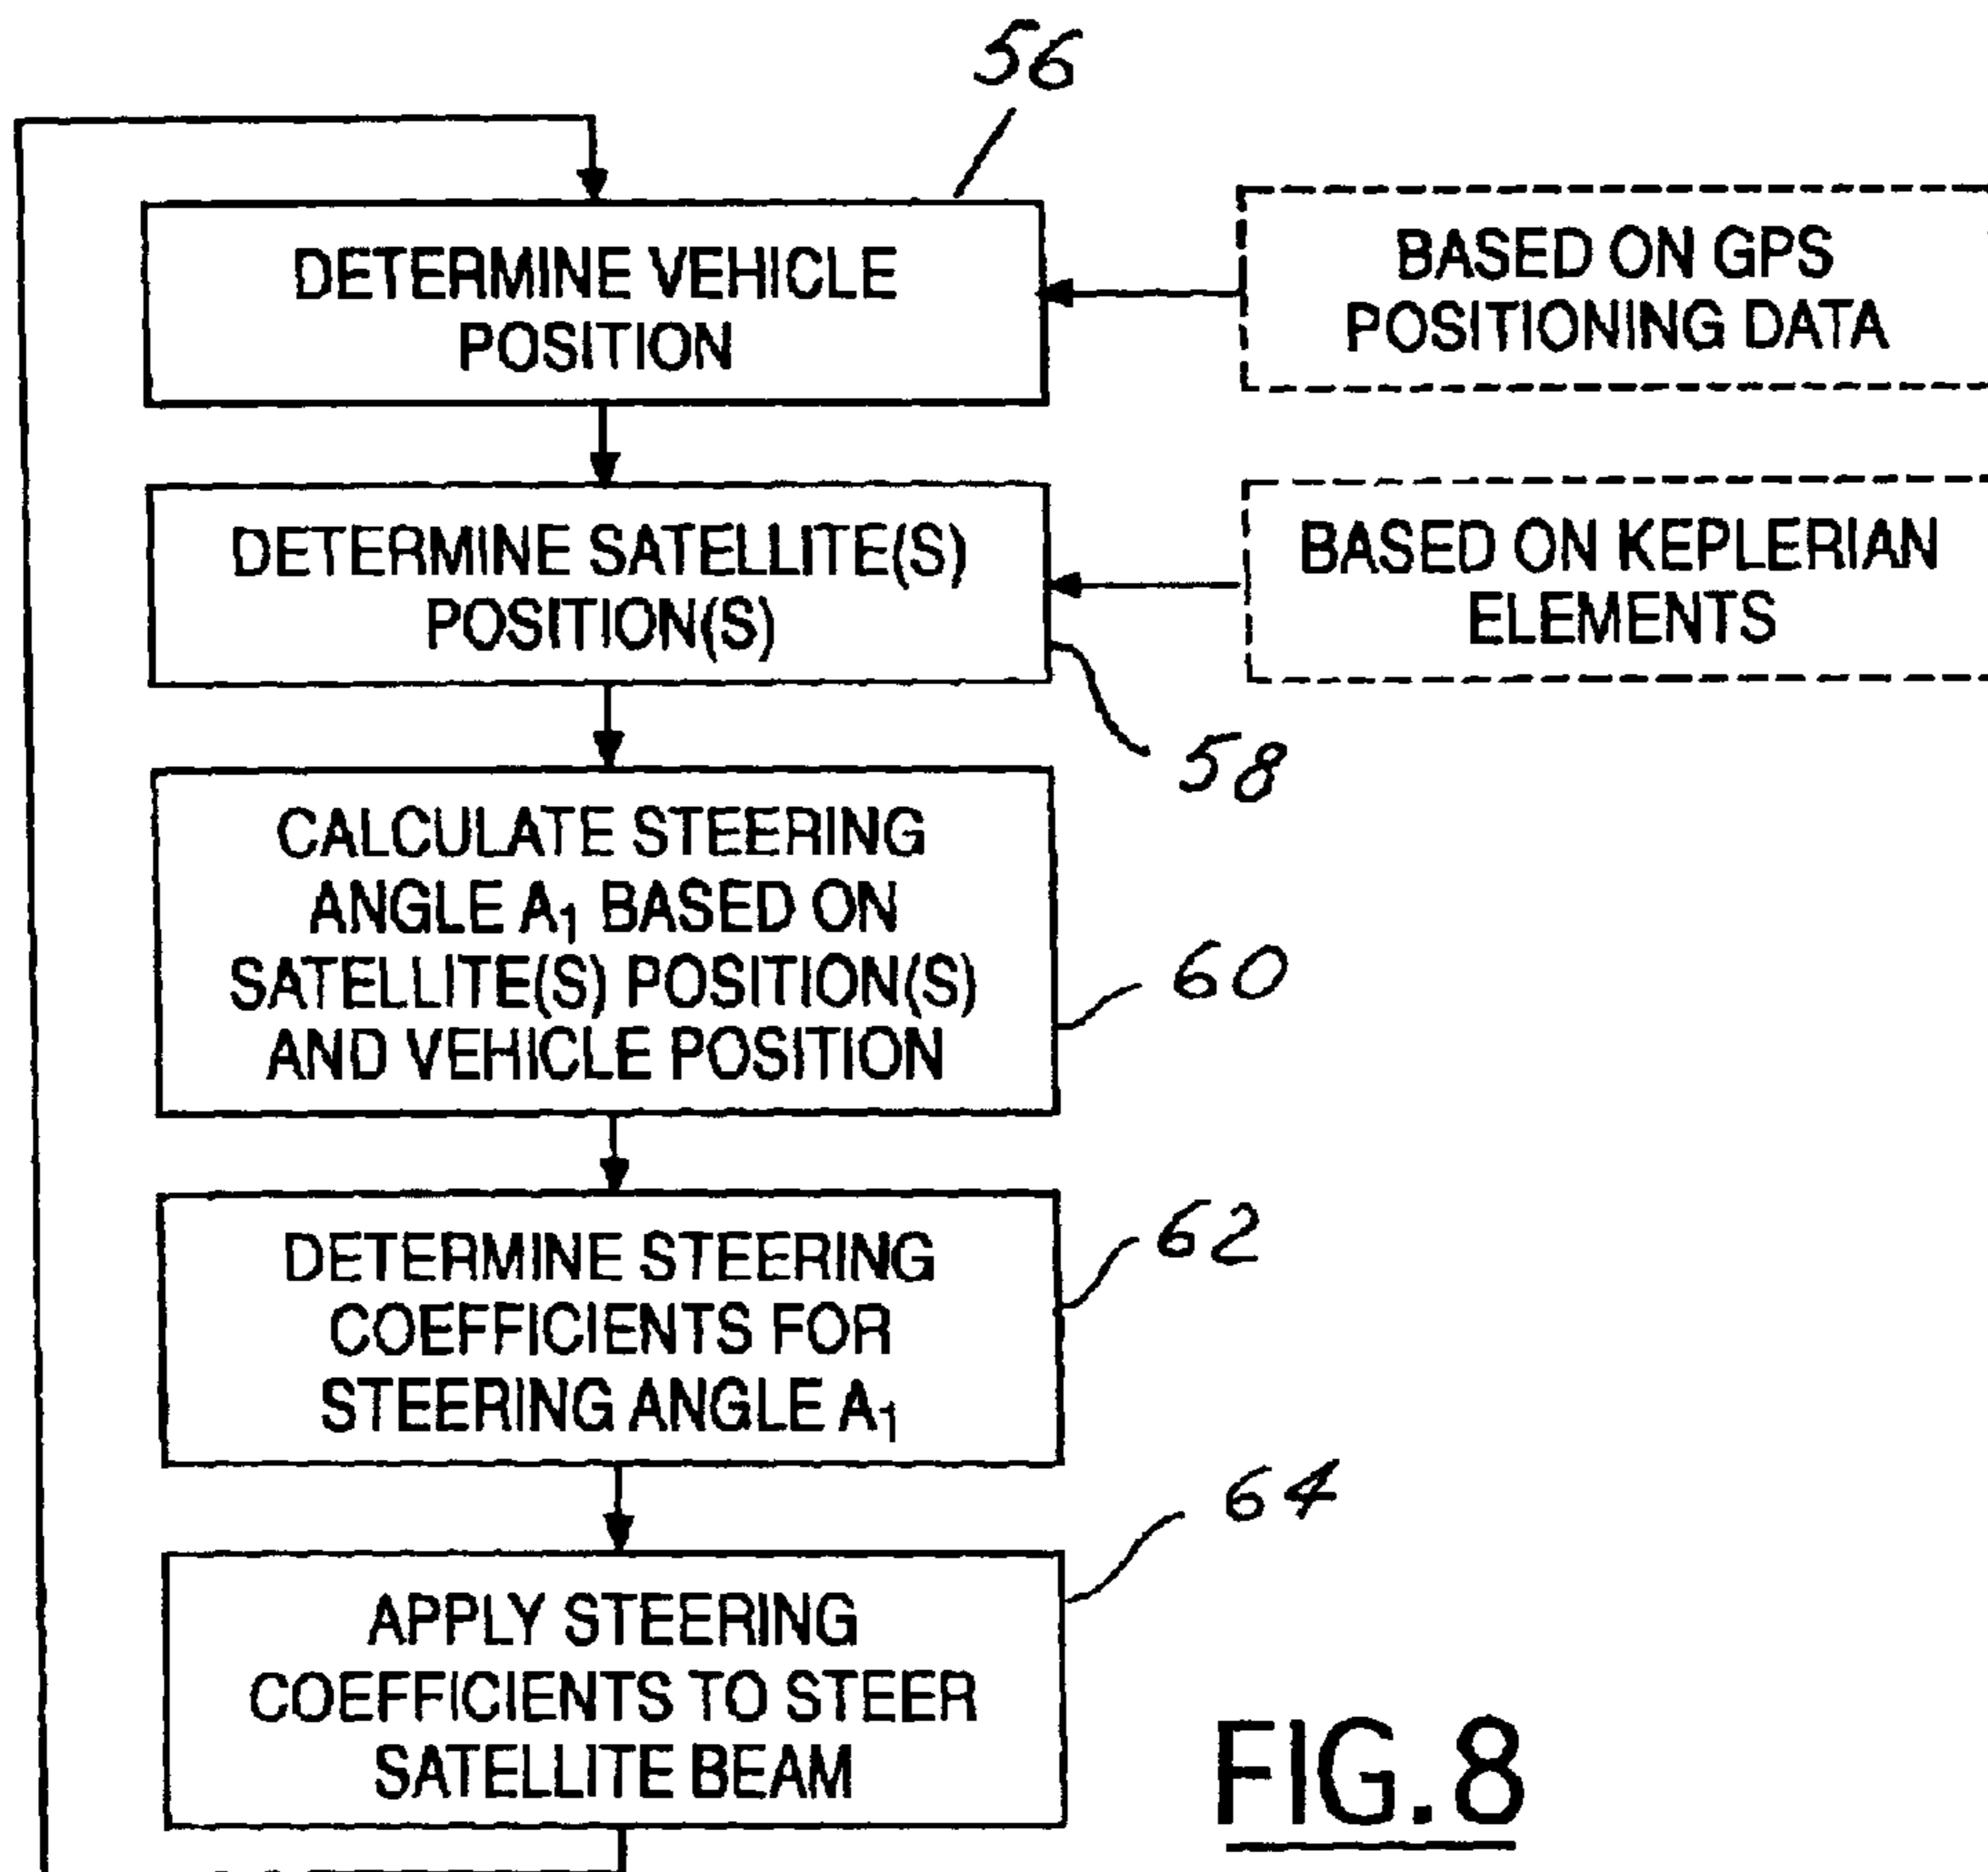 56
DETERMINE VEHICLE
POSITION
BASED ON GPS
POSITIONING DATA
DETERMINE SATELLITE(S)
POSITION(S)
BASED ON KEPLERIAN
ELEMENTS
58
CALCULATE STEERING
ANGLE A₁ BASED ON
SATELLITE(S) POSITION(S)
AND VEHICLE POSITION
60
DETERMINE STEERING
COEFFICIENTS FOR
STEERING ANGLE A₁
62
APPLY STEERING
COEFFICIENTS TO STEER
SATELLITE BEAM
64
FIG.8